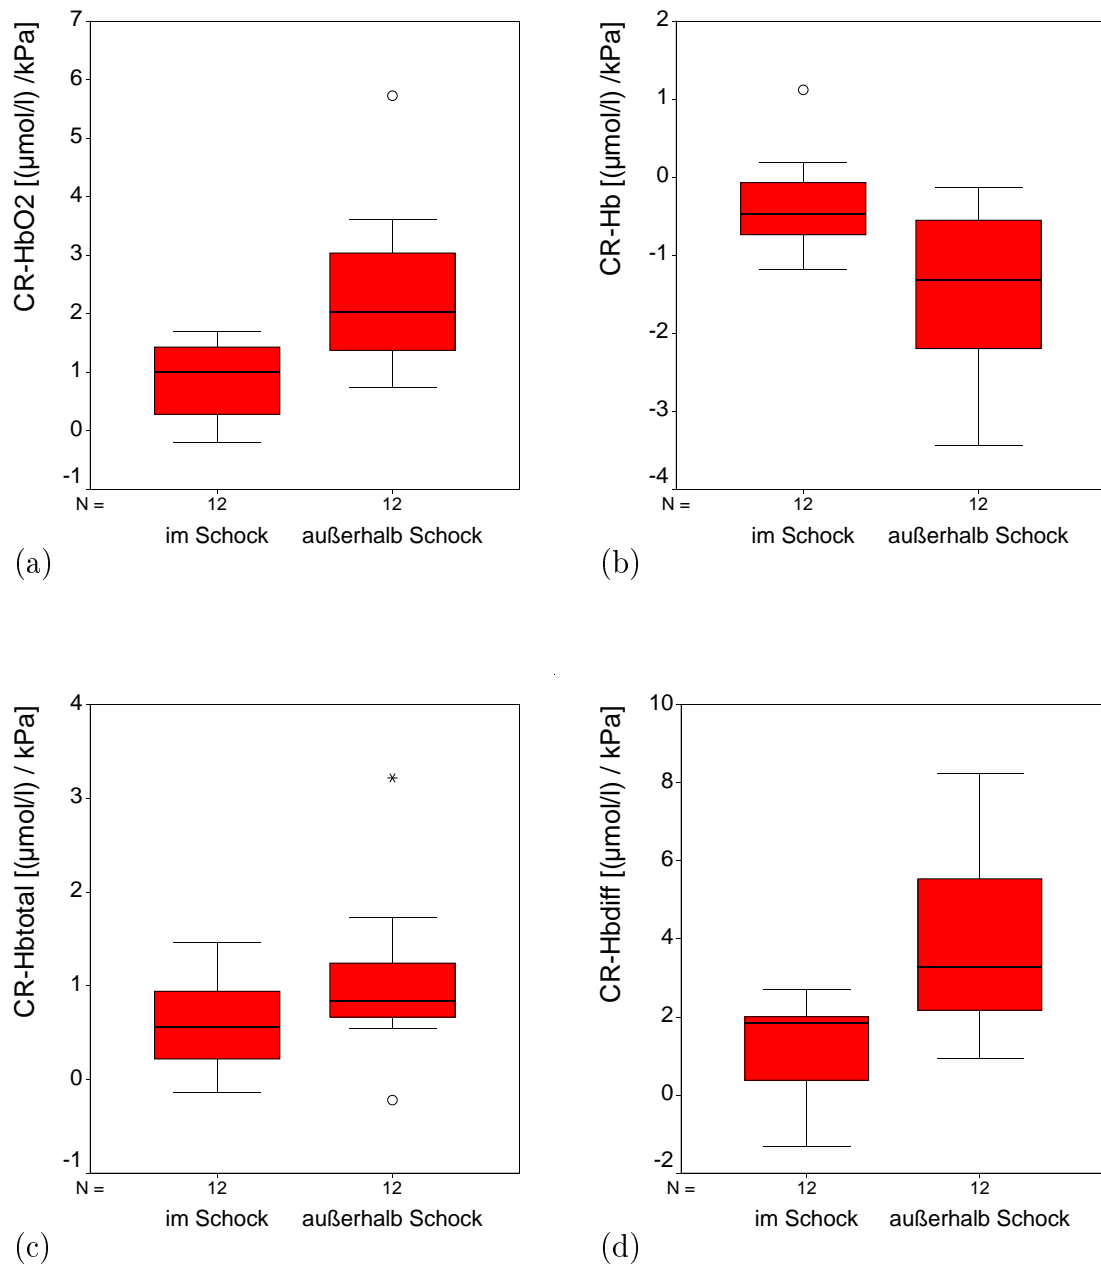 CR-HbO2 [(µmol/l) /kPa]
7
6
5
4
3
2
1
0
-1
N =
12
12
im Schock
außerhalb Schock
(a)
CR-Hb [(µmol/l) /kPa]
2
1
0
-1
-2
-3
-4
N =
12
12
im Schock
außerhalb Schock
(b)
CR-Hbtotal [(µmol/l) / kPa]
4
3
2
1
0
-1
N =
12
12
im Schock
außerhalb Schock
(c)
CR-Hbdiff [(µmol/l) / kPa]
10
8
6
4
2
0
-2
N =
12
12
im Schock
außerhalb Schock
(d)